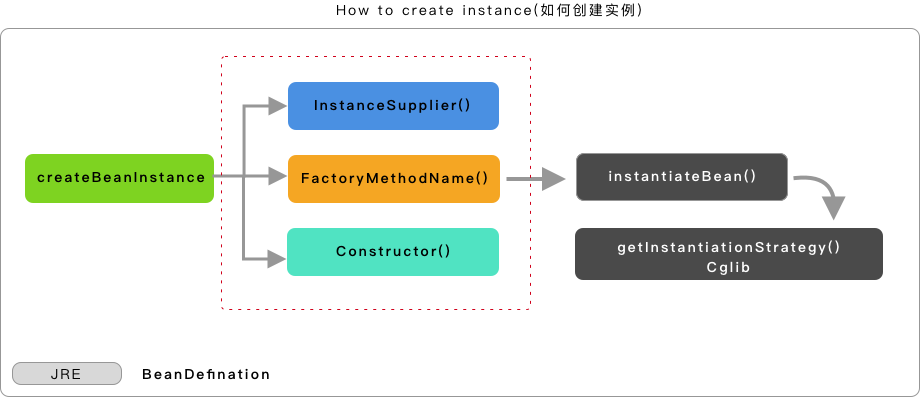 How to create instance(如何创建实例)
InstanceSupplier()
createBeanInstance
FactoryMethodName()
instantiateBean()
Constructor()
getInstantiationStrategy()
Cglib
JRE
BeanDefination